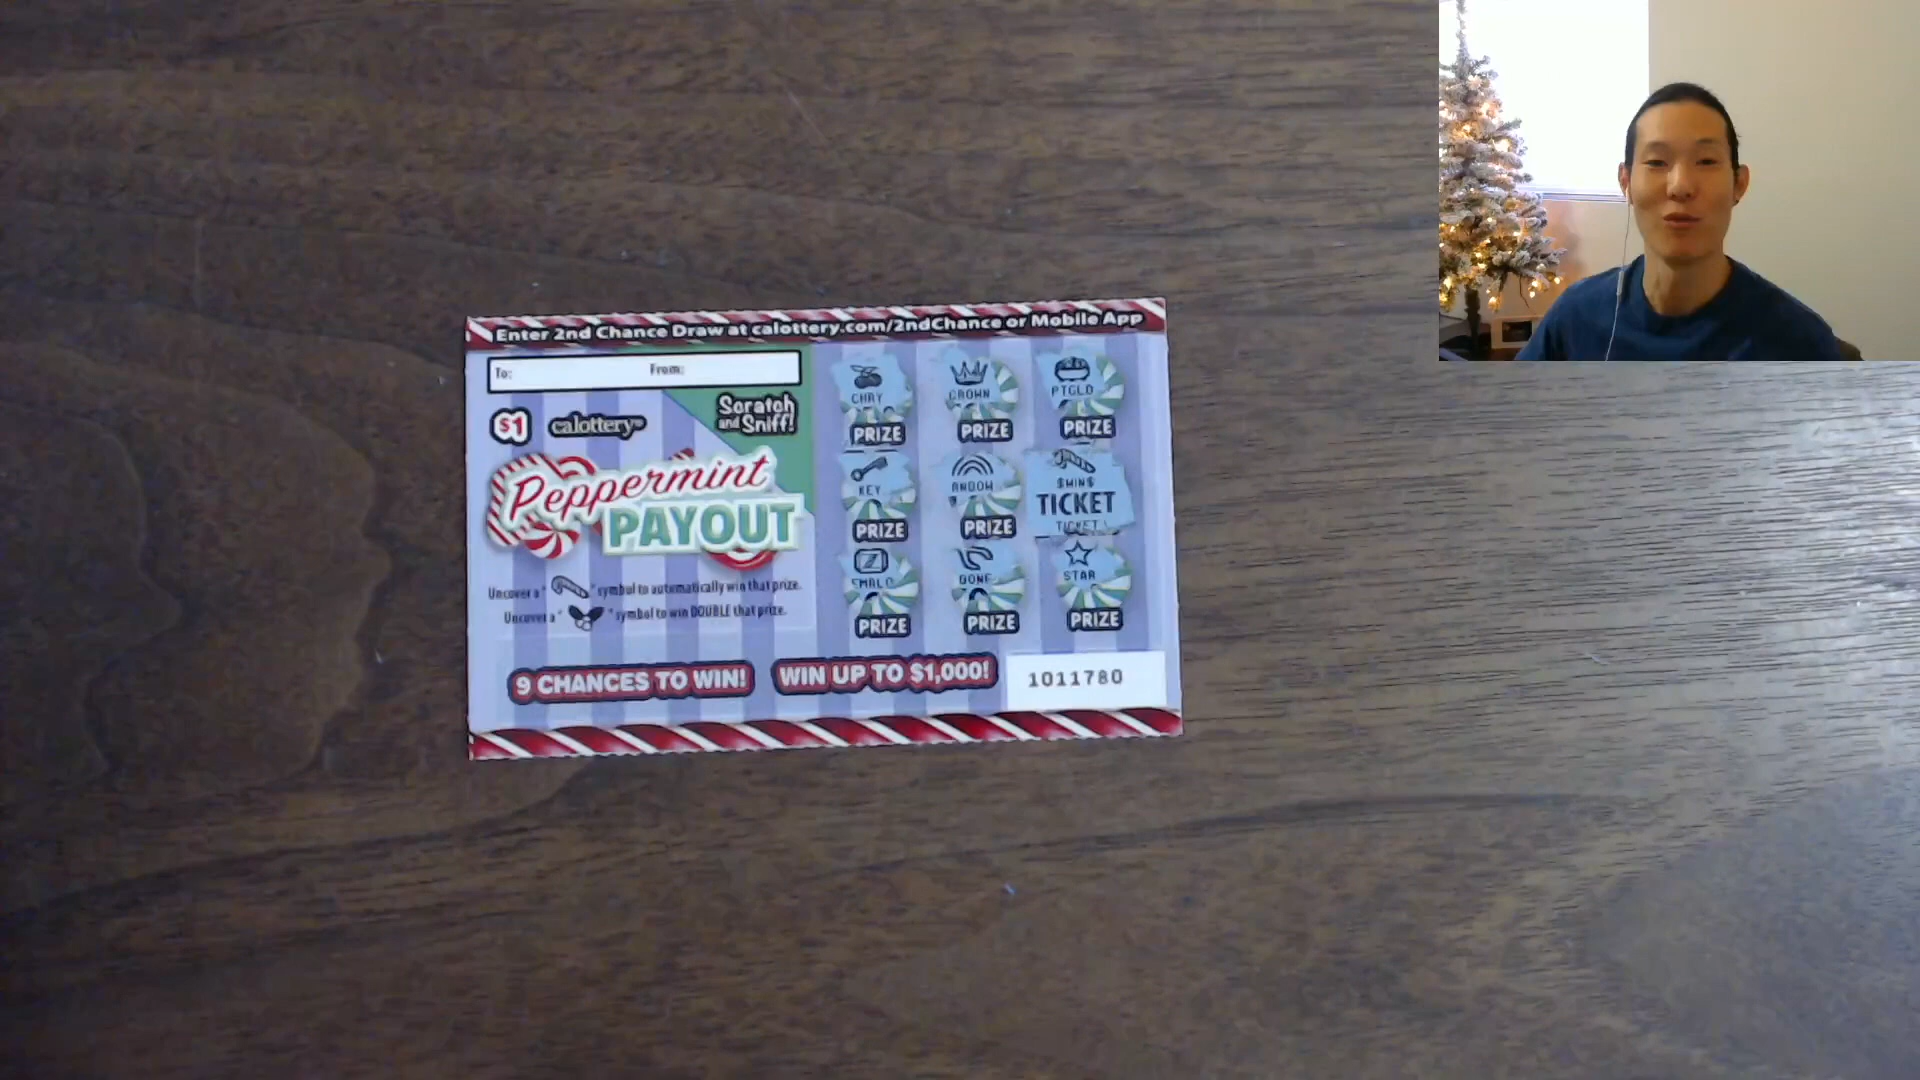 Enter 2nd Chance Draw at calottery.com/2ndChance or Mobile App
To: From:
$1 calottery
Scratch and Sniff!
Peppermint
PAYOUT
Uncover a " " symbol to automatically win that prize.
Uncover a " " symbol to win DOUBLE that prize.
9 CHANCES TO WIN! WIN UP TO $1,000!
CHRY CROWN PTGLD
PRIZE PRIZE PRIZE
KEY $WIN$
TICKET
PRIZE PRIZE TICKET
STAR
PRIZE PRIZE PRIZE
1011780